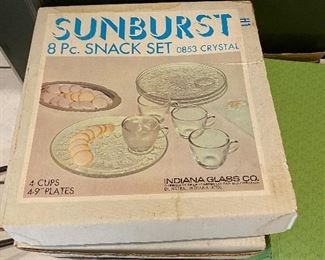 SUNBURST
8 Pc. SNACK SET 0853 CRYSTAL
4 CUPS
4-9" PLATES
INDIANA GLASS CO.